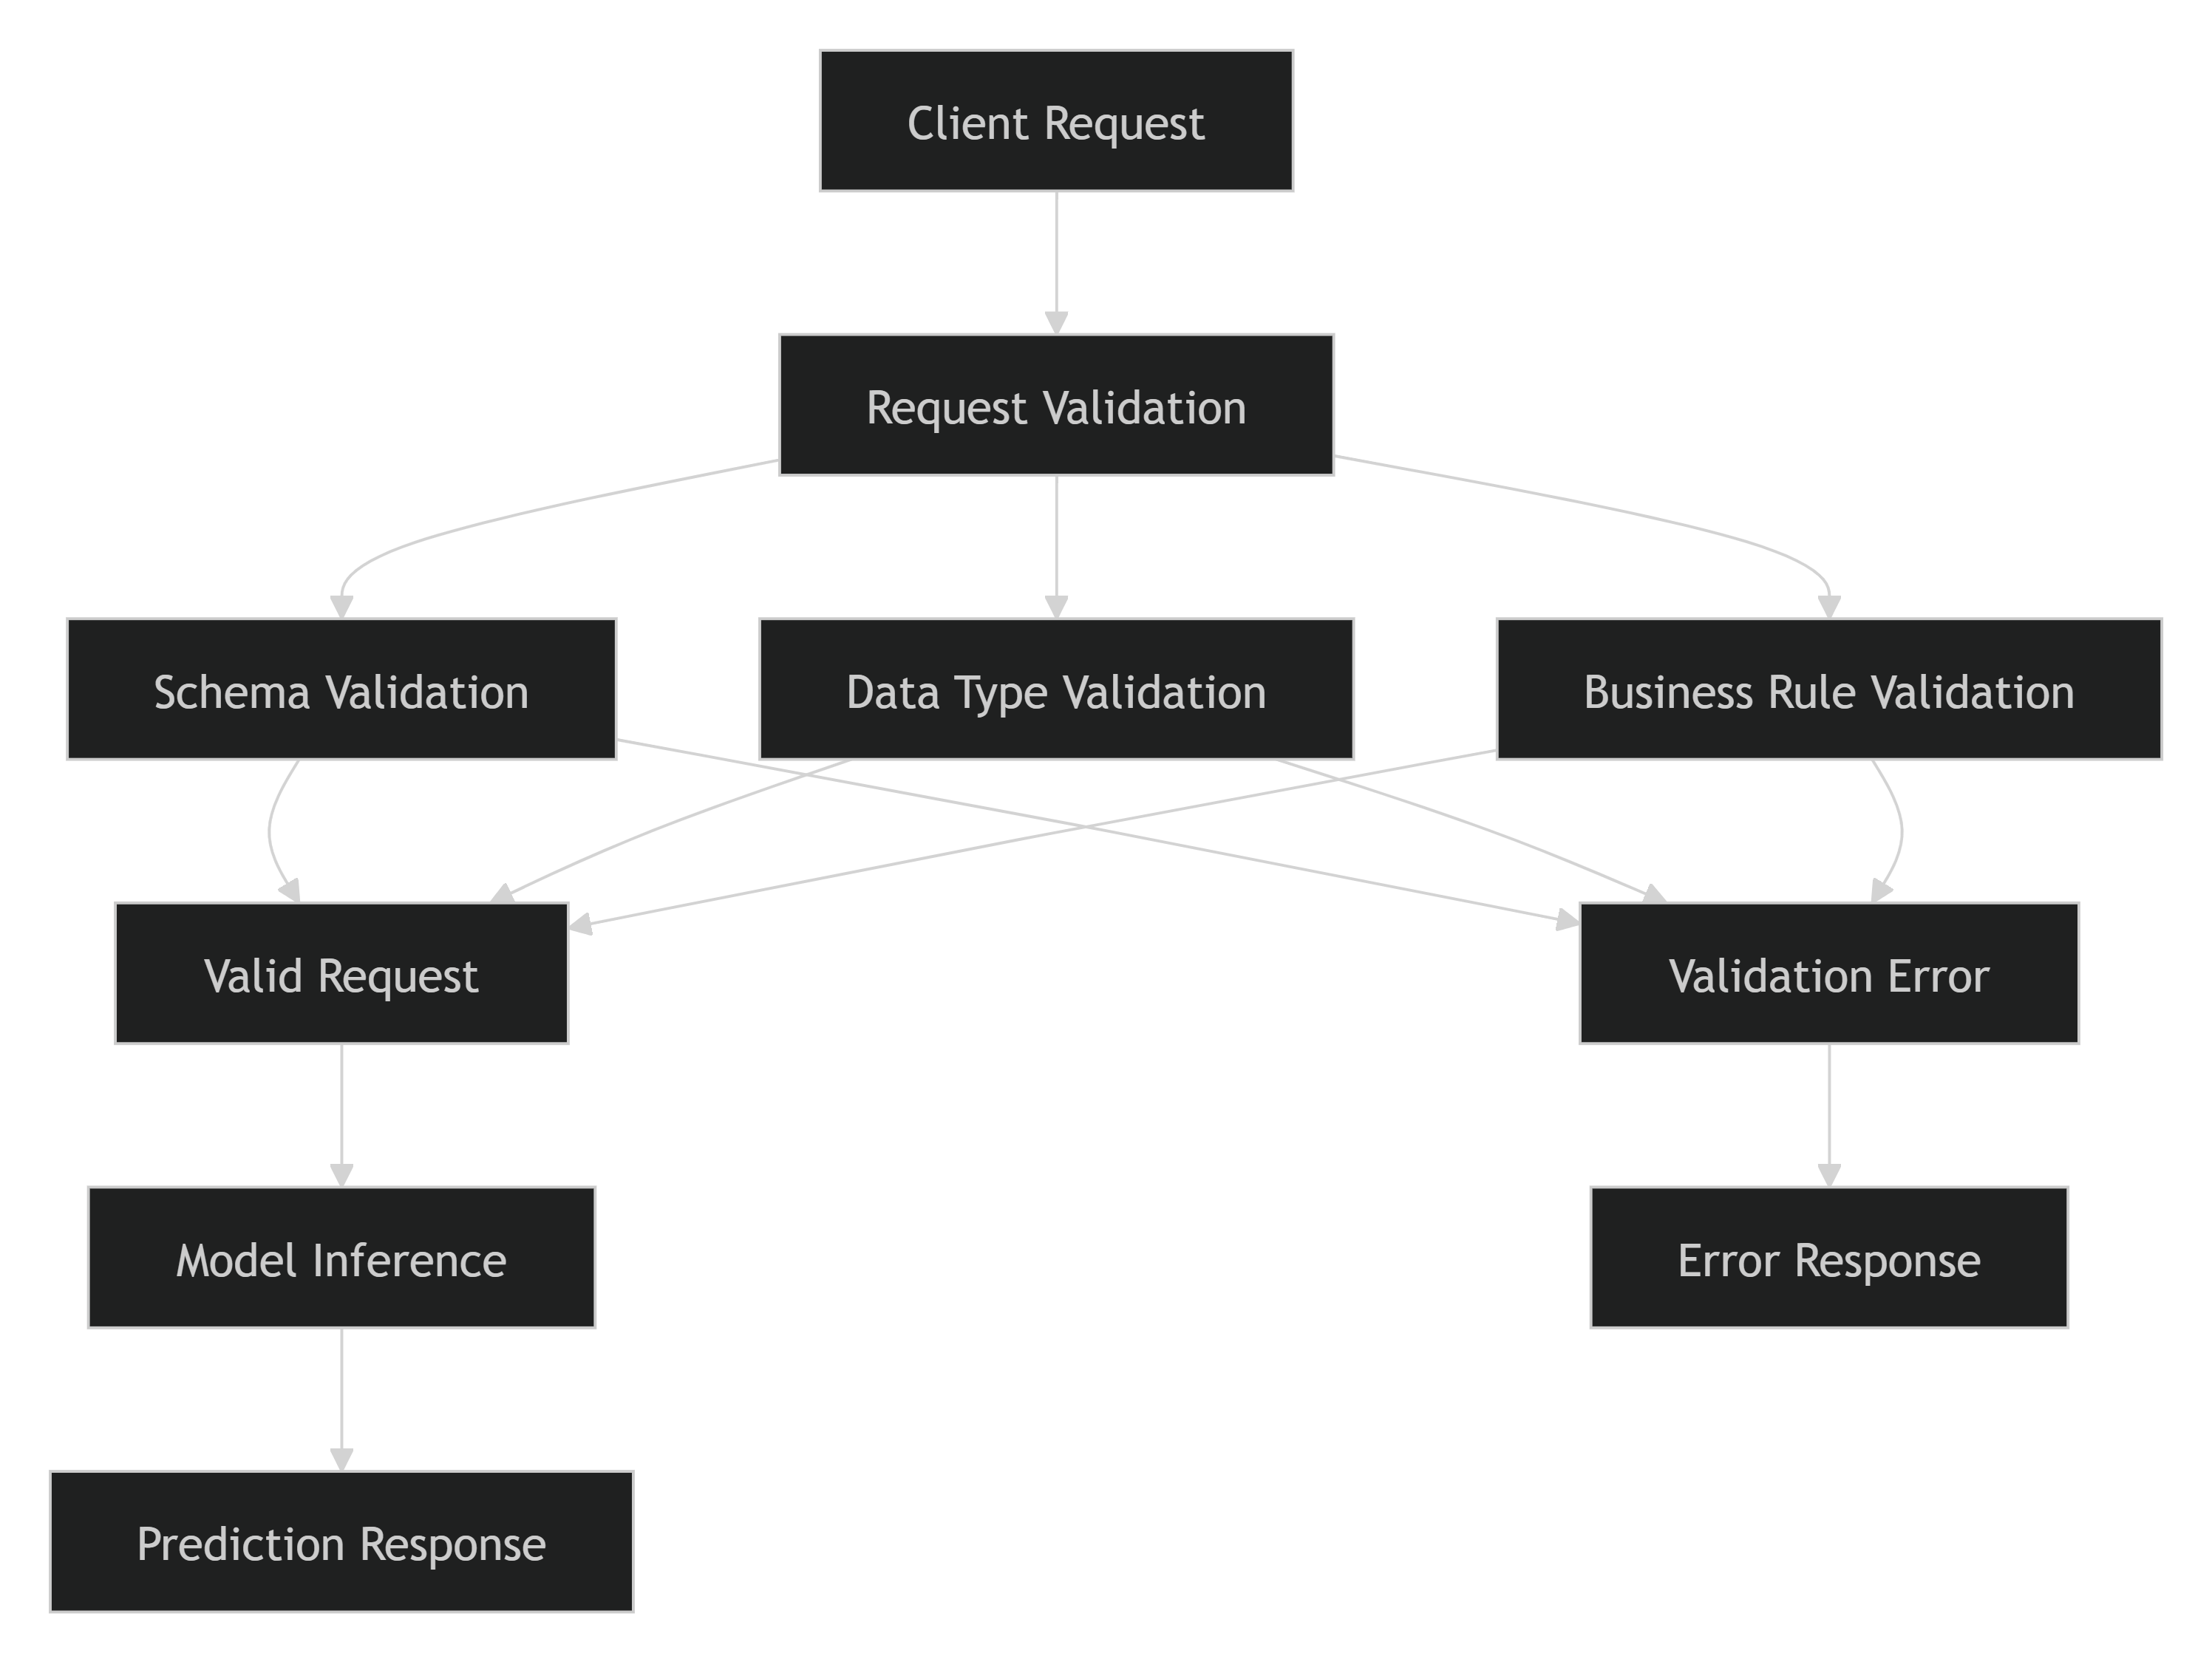 Client Request
Request Validation
Schema Validation
Data Type Validation
Business Rule Validation
Valid Request
Validation Error
Model Inference
Error Response
Prediction Response